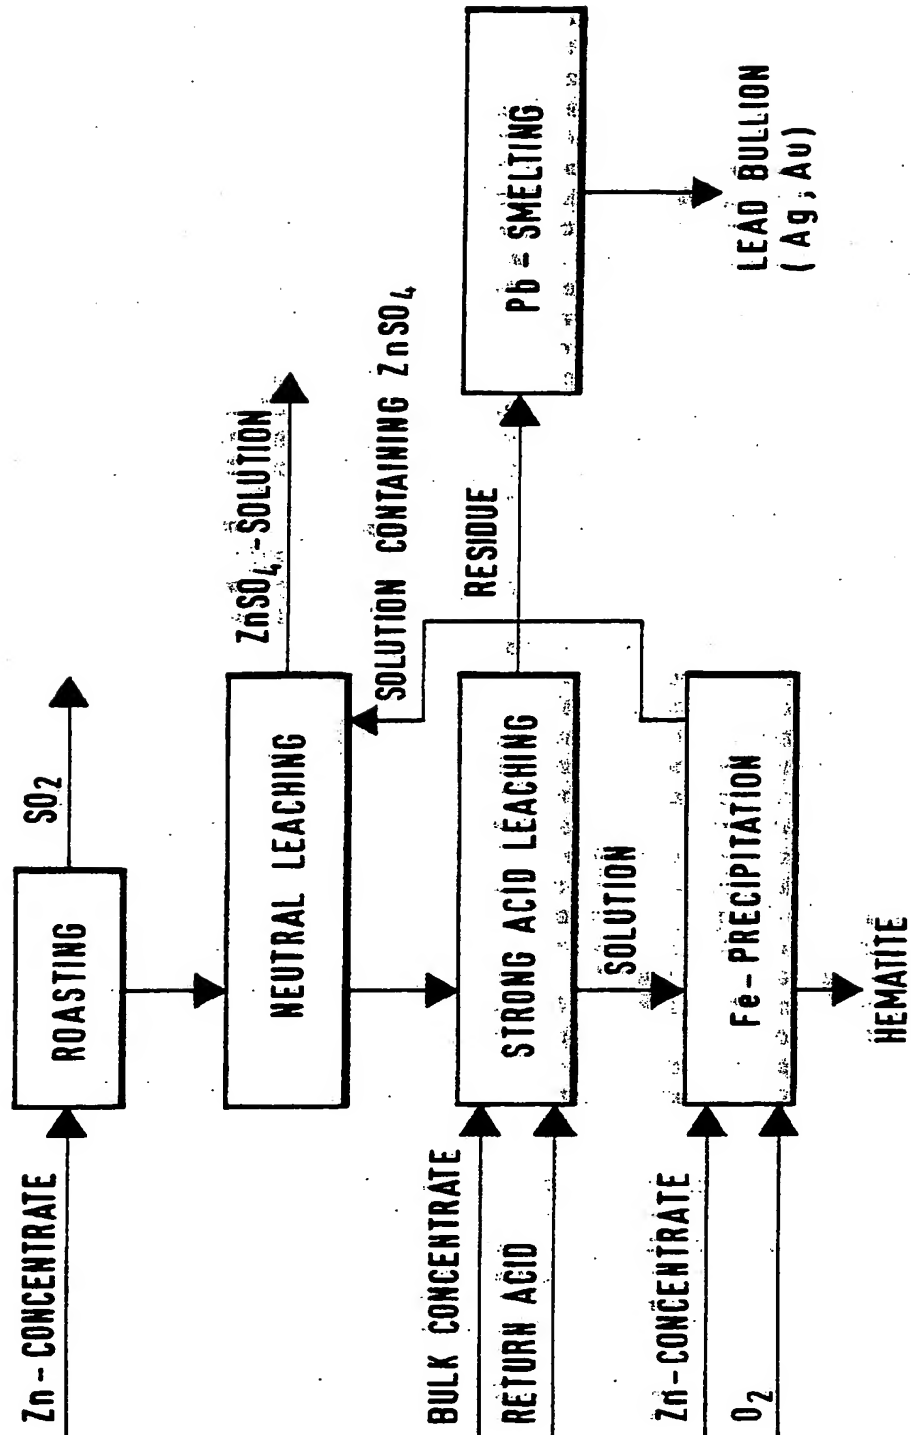 Zn-CONCENTRATE
ROASTING
SO2
NEUTRAL LEACHING
ZnSO4-SOLUTION
SOLUTION CONTAINING ZnSO4
BULK CONCENTRATE
RETURN ACID
STRONG ACID LEACHING
RESIDUE
Pb-SMELTING
LEAD BULLION
(Ag, Au)
SOLUTION
Zn-CONCENTRATE
O2
Fe-PRECIPITATION
HEMATITE